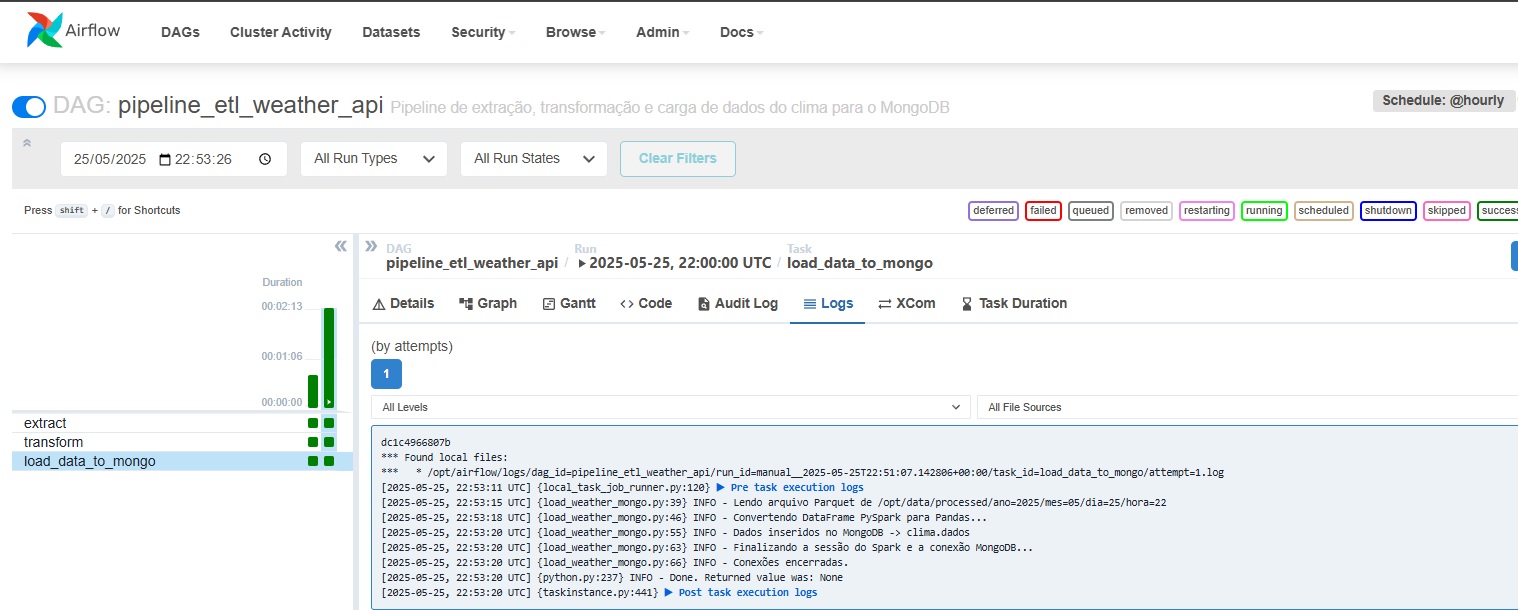 Airflow DAGs Cluster Activity Datasets Security Browse Admin Docs
DAG: pipeline_etl_weather_api Pipeline de extração, transformação e carga de dados do clima para o MongoDB
Schedule: @hourly
25/05/2025 22:53:26 All Run Types All Run States Clear Filters
Press shift + / for Shortcuts
deferred failed queued removed restarting running scheduled shutdown skipped success
DAG Run Task
pipeline_etl_weather_api / 2025-05-25, 22:00:00 UTC / load_data_to_mongo
Duration
00:02:13
00:01:06
00:00:00
extract
transform
load_data_to_mongo
Details Graph Gantt Code Audit Log Logs XCom Task Duration
(by attempts)
1
All Levels All File Sources
dc1c4966807b
*** Found local files:
*** * /opt/airflow/logs/dag_id=pipeline_etl_weather_api/run_id=manual__2025-05-25T22:51:07.142806+00:00/task_id=load_data_to_mongo/attempt=1.log
[2025-05-25, 22:53:11 UTC] {local_task_job_runner.py:120} ▶ Pre task execution logs
[2025-05-25, 22:53:15 UTC] {load_weather_mongo.py:39} INFO - Lendo arquivo Parquet de /opt/data/processed/ano=2025/mes=05/dia=25/hora=22
[2025-05-25, 22:53:18 UTC] {load_weather_mongo.py:46} INFO - Convertendo DataFrame PySpark para Pandas...
[2025-05-25, 22:53:20 UTC] {load_weather_mongo.py:55} INFO - Dados inseridos no MongoDB -> clima.dados
[2025-05-25, 22:53:20 UTC] {load_weather_mongo.py:63} INFO - Finalizando a sessão do Spark e a conexão MongoDB...
[2025-05-25, 22:53:20 UTC] {load_weather_mongo.py:66} INFO - Conexões encerradas.
[2025-05-25, 22:53:20 UTC] {python.py:237} INFO - Done. Returned value was: None
[2025-05-25, 22:53:20 UTC] {taskinstance.py:441} ▶ Post task execution logs